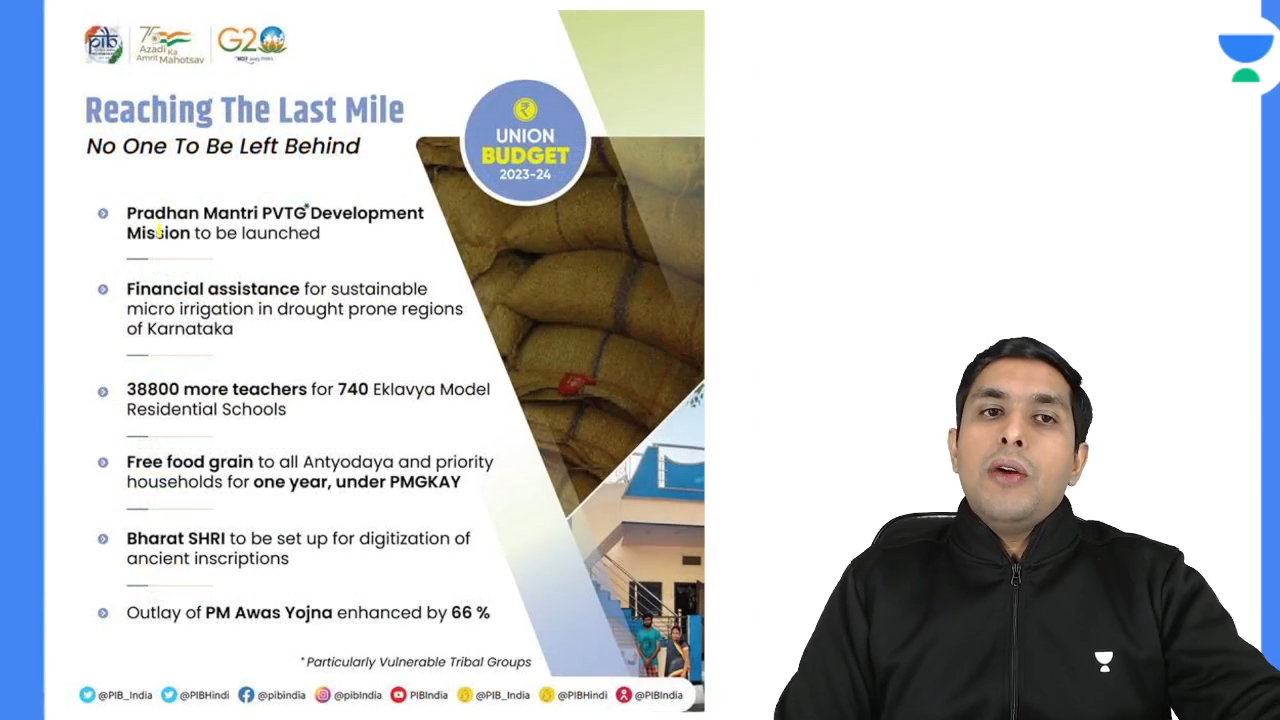 pib
75 Azadi Ka Amrit Mahotsav
G20
Reaching The Last Mile
No One To Be Left Behind
UNION
BUDGET
2023-24
Pradhan Mantri PVTG* Development
Mission to be launched
Financial assistance for sustainable
micro irrigation in drought prone regions
of Karnataka
38800 more teachers for 740 Eklavya Model
Residential Schools
Free food grain to all Antyodaya and priority
households for one year, under PMGKAY
Bharat SHRI to be set up for digitization of
ancient inscriptions
Outlay of PM Awas Yojna enhanced by 66 %
* Particularly Vulnerable Tribal Groups
@PIB_India @PIBHindi @pibindia @pibIndia PIBIndia @PIB_India @PIBHindi @PIBIndia